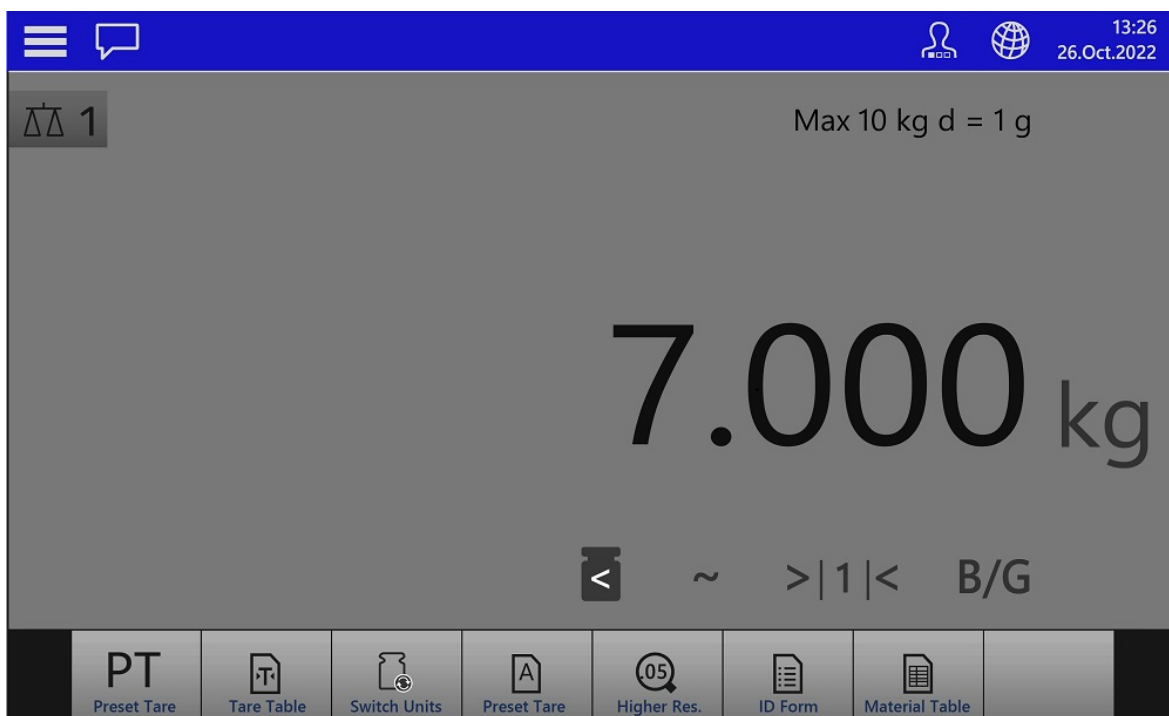 13:26
26.Oct.2022
1
Max 10 kg d = 1 g
7.000 kg
< ~ >|1|< B/G
PT
Preset Tare
T
Tare Table
Switch Units
A
Preset Tare
.05
Higher Res.
ID Form
Material Table